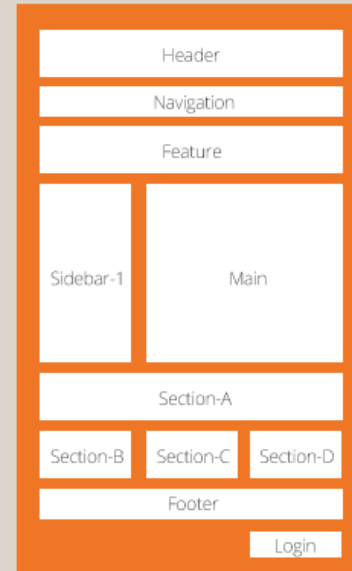 Header
Navigation
Feature
Sidebar-1
Main
Section-A
Section-B
Section-C
Section-D
Footer
Login